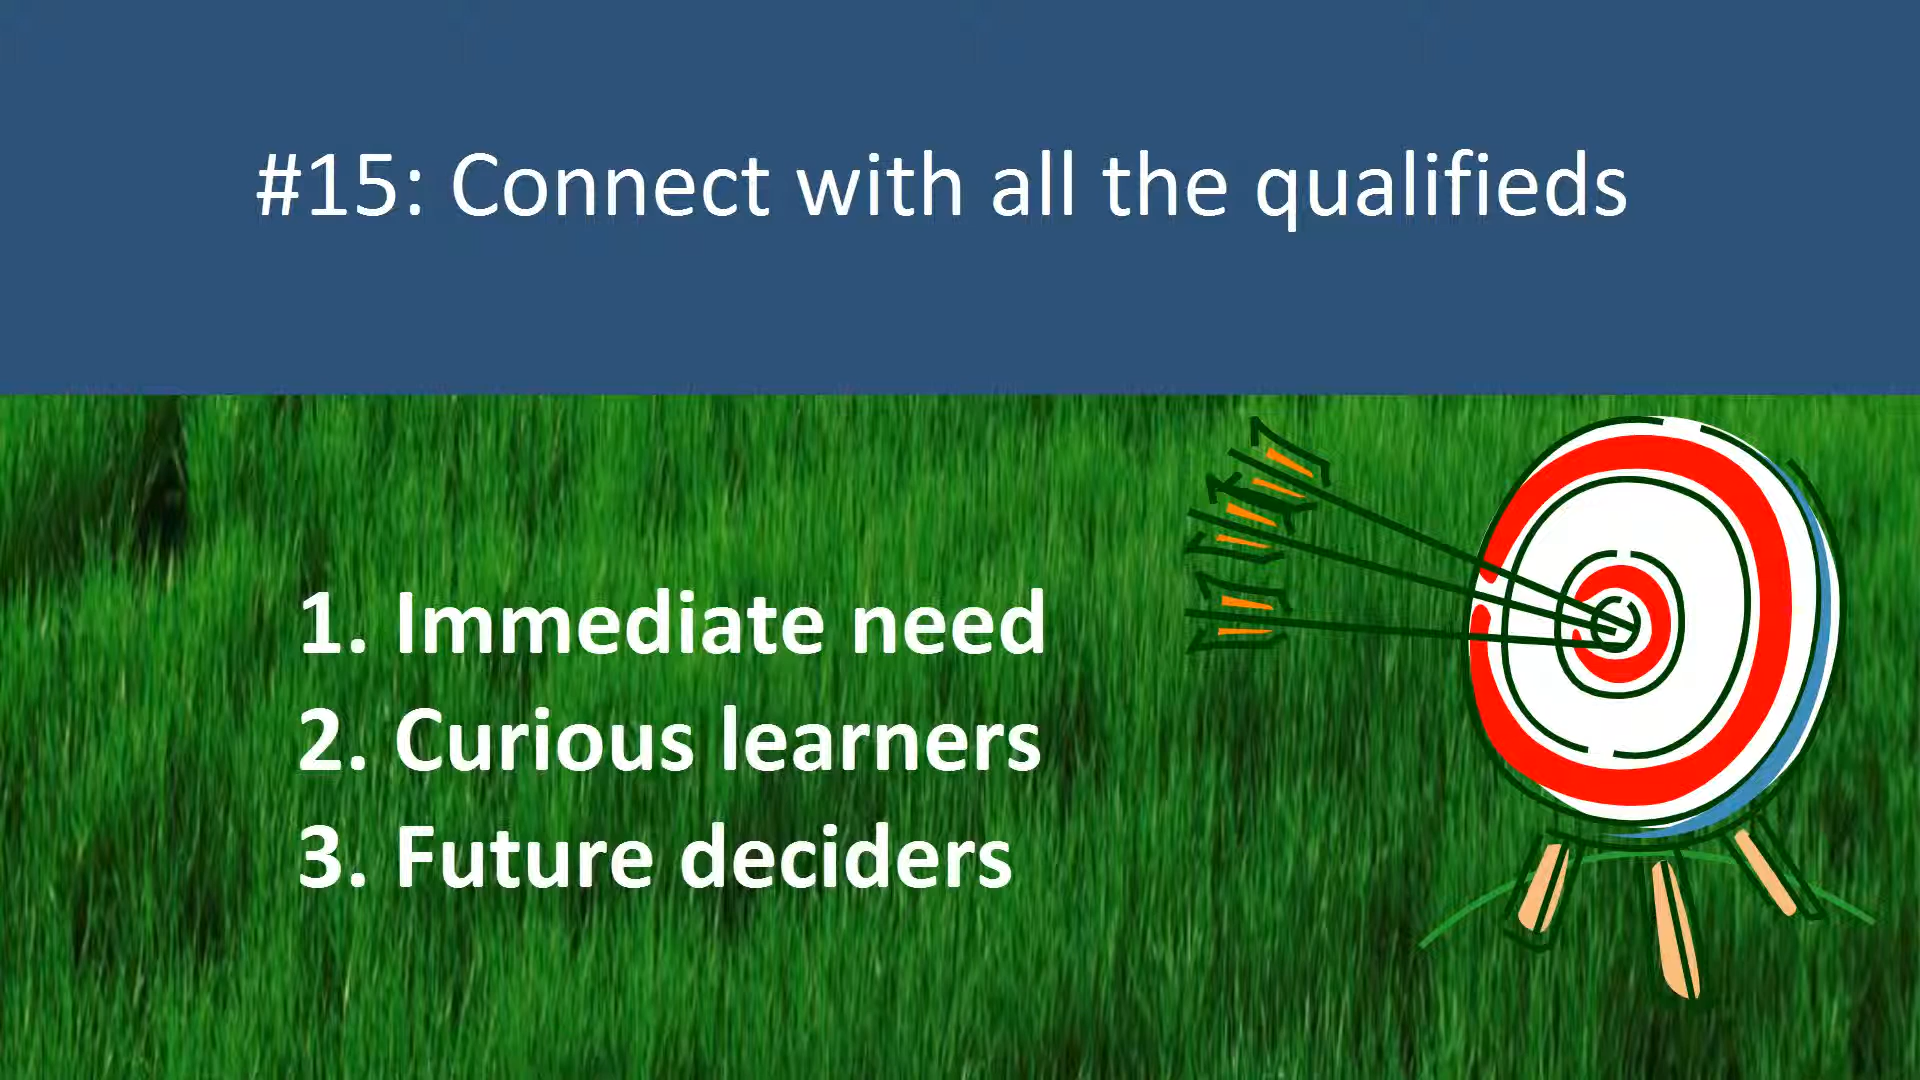 #15: Connect with all the qualifieds
1. Immediate need
2. Curious learners
3. Future deciders